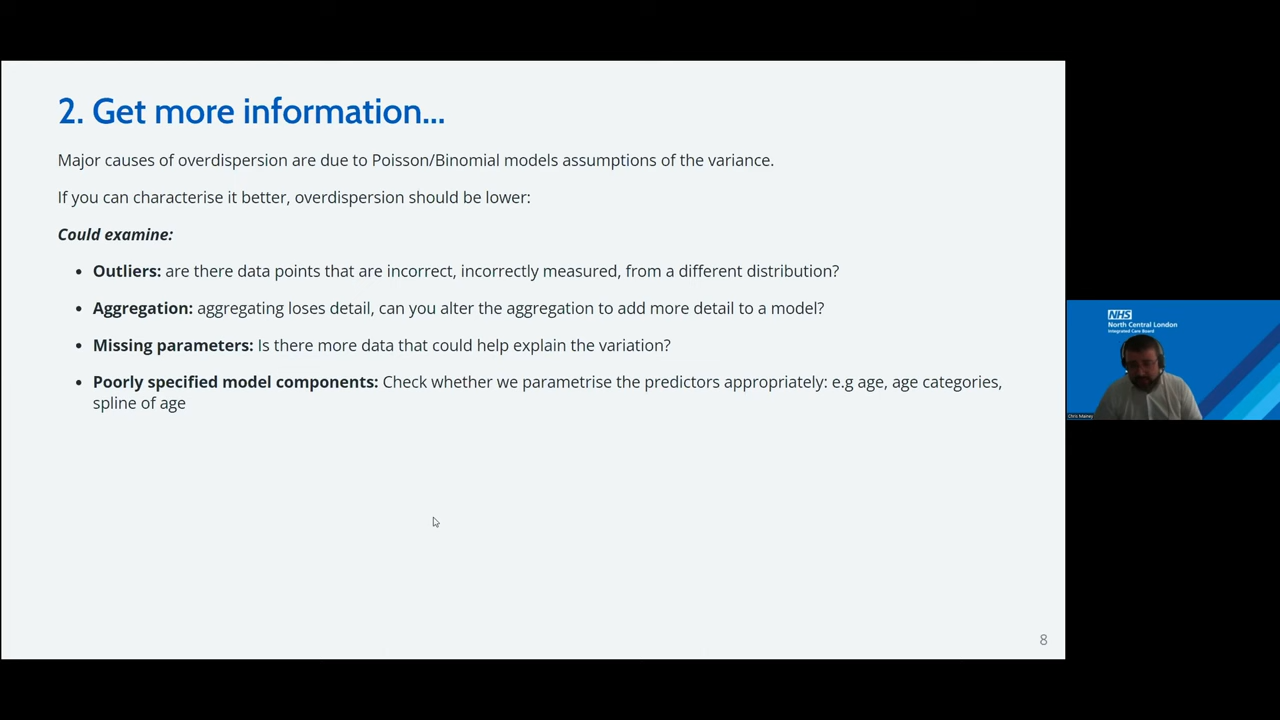 2. Get more information...
Major causes of overdispersion are due to Poisson/Binomial models assumptions of the variance.
If you can characterise it better, overdispersion should be lower:
Could examine:
• Outliers: are there data points that are incorrect, incorrectly measured, from a different distribution?
• Aggregation: aggregating loses detail, can you alter the aggregation to add more detail to a model?
• Missing parameters: Is there more data that could help explain the variation?
• Poorly specified model components: Check whether we parametrise the predictors appropriately: e.g age, age categories,
spline of age
8
NHS
North Central London
Integrated Care Board